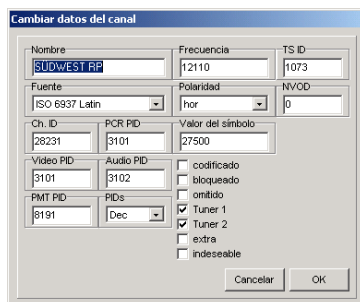 Cambiar datos del canal
Nombre Frecuencia TS ID
SÜDWEST RP 12110 1073
Fuente Polaridad NVOD
ISO 6937 Latin hor 0
Ch. ID PCR PID Valor del símbolo
28231 3101 27500
Video PID Audio PID
3101 3102
PMT PID PIDs
8191 Dec
codificado
bloqueado
omitido
Tuner 1
Tuner 2
extra
indeseable
Cancelar OK